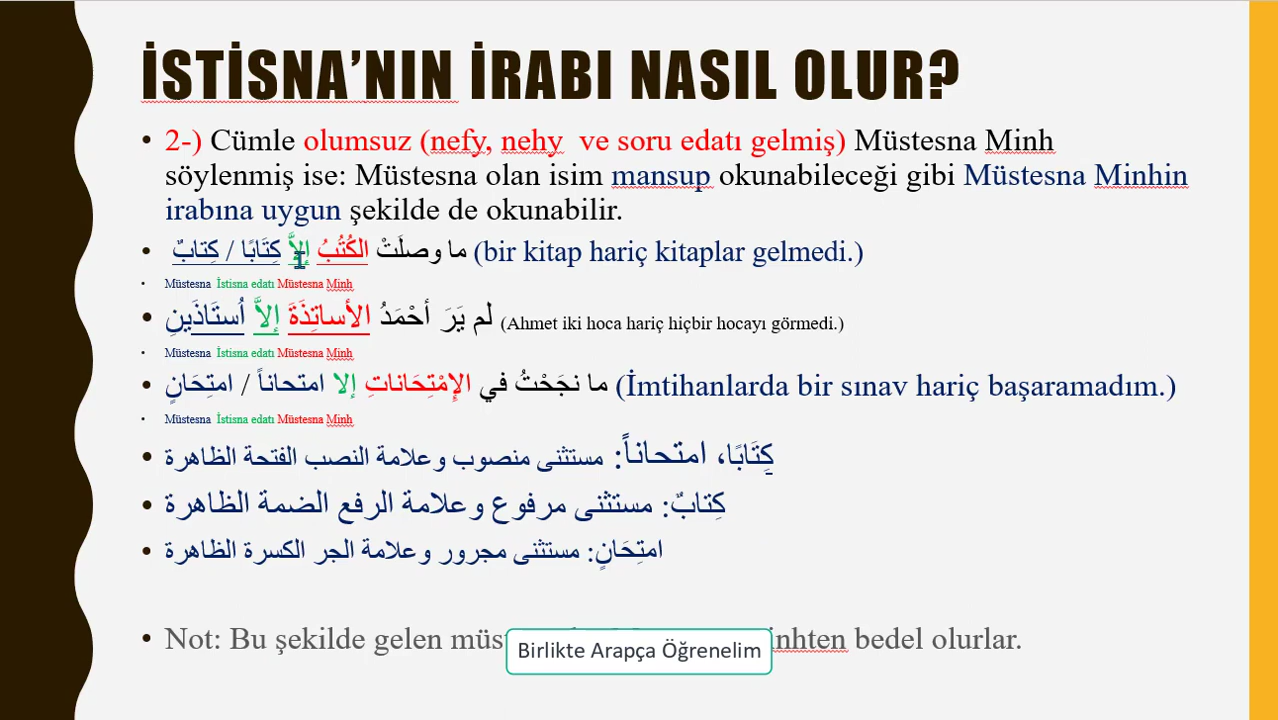 İSTİSNA'NIN İRABI NASIL OLUR?
• 2-) Cümle olumsuz (nefy, nehy ve soru edatı gelmiş) Müstesna Minh
söylenmiş ise: Müstesna olan isim mansup okunabileceği gibi Müstesna Minhin
irabına uygun şekilde de okunabilir.
• ما وصلَتْ الكُتُبُ إلاَّ كِتَابًا / كِتابٌ (bir kitap hariç kitaplar gelmedi.)
• Müstesna İstisna edatı Müstesna Minh
• لم يَرَ أحْمَدُ الأساتِذَةَ إلاَّ اُستَاذَينِ (Ahmet iki hoca hariç hiçbir hocayı görmedi.)
• Müstesna İstisna edatı Müstesna Minh
• ما نجَحْتُ في الإِمْتِحَاناتِ إلا امتحاناً / امتِحَانٍ (İmtihanlarda bir sınav hariç başaramadım.)
• Müstesna İstisna edatı Müstesna Minh
• كِتَابًا، امتحاناً: مستثنى منصوب وعلامة النصب الفتحة الظاهرة
• كِتابٌ: مستثنى مرفوع وعلامة الرفع الضمة الظاهرة
• امتِحَانٍ: مستثنى مجرور وعلامة الجر الكسرة الظاهرة
• Not: Bu şekilde gelen bedel olurlar.
Birlikte Arapça Öğrenelim